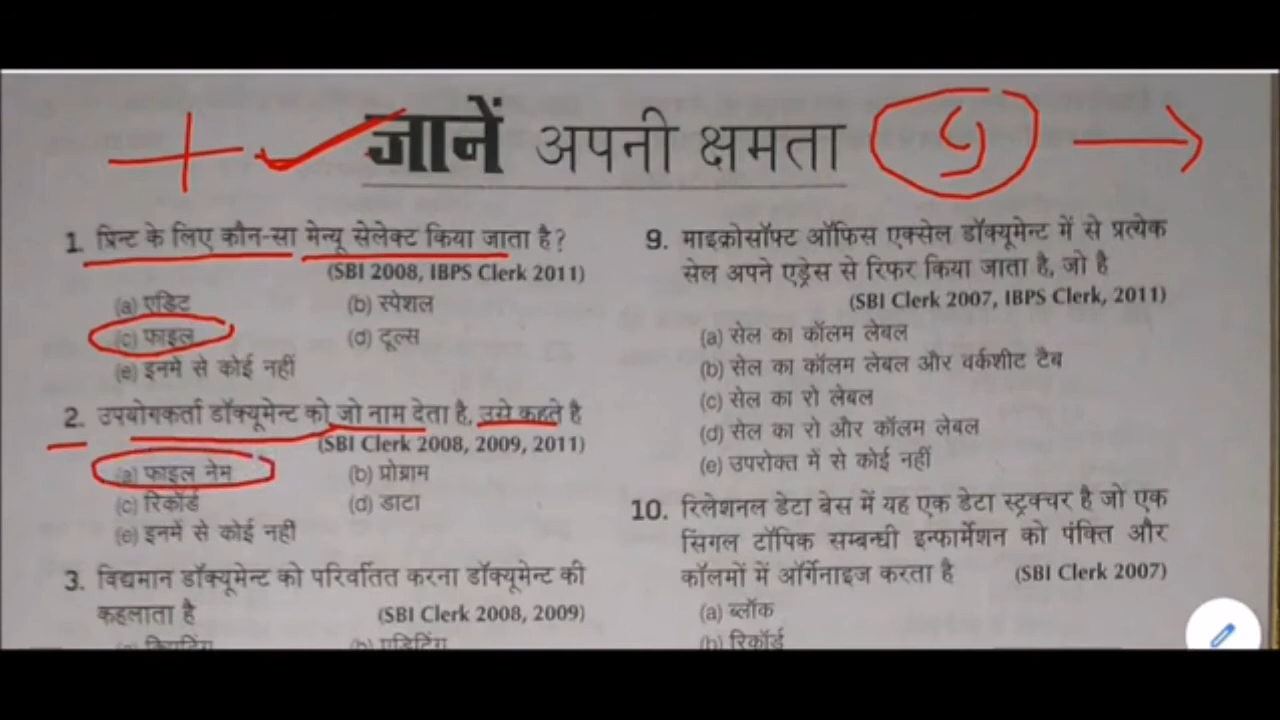 जानें अपनी क्षमता 5
1. प्रिन्ट के लिए कौन-सा मेन्यू सेलेक्ट किया जाता है?
(SBI 2008, IBPS Clerk 2011)
(a) एडिट (b) स्पेशल
(c) फाइल (d) टूल्स
(e) इनमें से कोई नहीं
2. उपयोगकर्ता डॉक्यूमेन्ट को जो नाम देता है, उसे कहते है
(SBI Clerk 2008, 2009, 2011)
(a) फाइल नेम (b) प्रोग्राम
(c) रिकॉर्ड (d) डाटा
(e) इनमें से कोई नहीं
3. विद्यमान डॉक्यूमेन्ट को परिवर्तित करना डॉक्यूमेन्ट की
कहलाता है (SBI Clerk 2008, 2009)
(a) क्रिएटिंग (b) एडिटिंग
9. माइक्रोसॉफ्ट ऑफिस एक्सेल डॉक्यूमेन्ट में से प्रत्येक
सेल अपने एड्रेस से रिफर किया जाता है, जो है
(SBI Clerk 2007, IBPS Clerk, 2011)
(a) सेल का कॉलम लेबल
(b) सेल का कॉलम लेबल और वर्कशीट टैब
(c) सेल का रो लेबल
(d) सेल का रो और कॉलम लेबल
(e) उपरोक्त में से कोई नहीं
10. रिलेशनल डेटा बेस में यह एक डेटा स्ट्रक्चर है जो एक
सिंगल टॉपिक सम्बन्धी इन्फार्मेशन को पंक्ति और
कॉलमों में ऑर्गेनाइज करता है (SBI Clerk 2007)
(a) ब्लॉक
(b) रिकॉर्ड